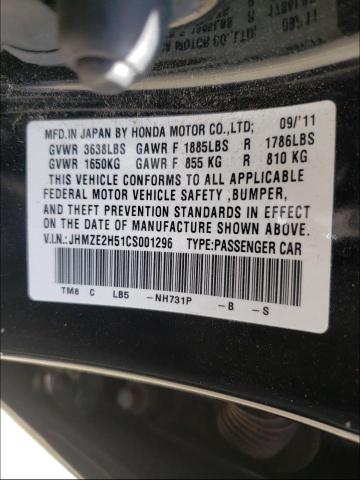 MFD.IN JAPAN BY HONDA MOTOR CO.,LTD; 09/'11
GVWR 3638LBS GAWR F 1885LBS R 1786LBS
GVWR 1650KG GAWR F 855 KG R 810 KG
THIS VEHICLE CONFORMS TO ALL APPLICABLE
FEDERAL MOTOR VEHICLE SAFETY ,BUMPER,
AND THEFT PREVENTION STANDARDS IN EFFECT
ON THE DATE OF MANUFACTURE SHOWN ABOVE.
V.I.N.: JHMZE2H51CS001296 TYPE:PASSENGER CAR
TM8 C LB5 -NH731P -B -S